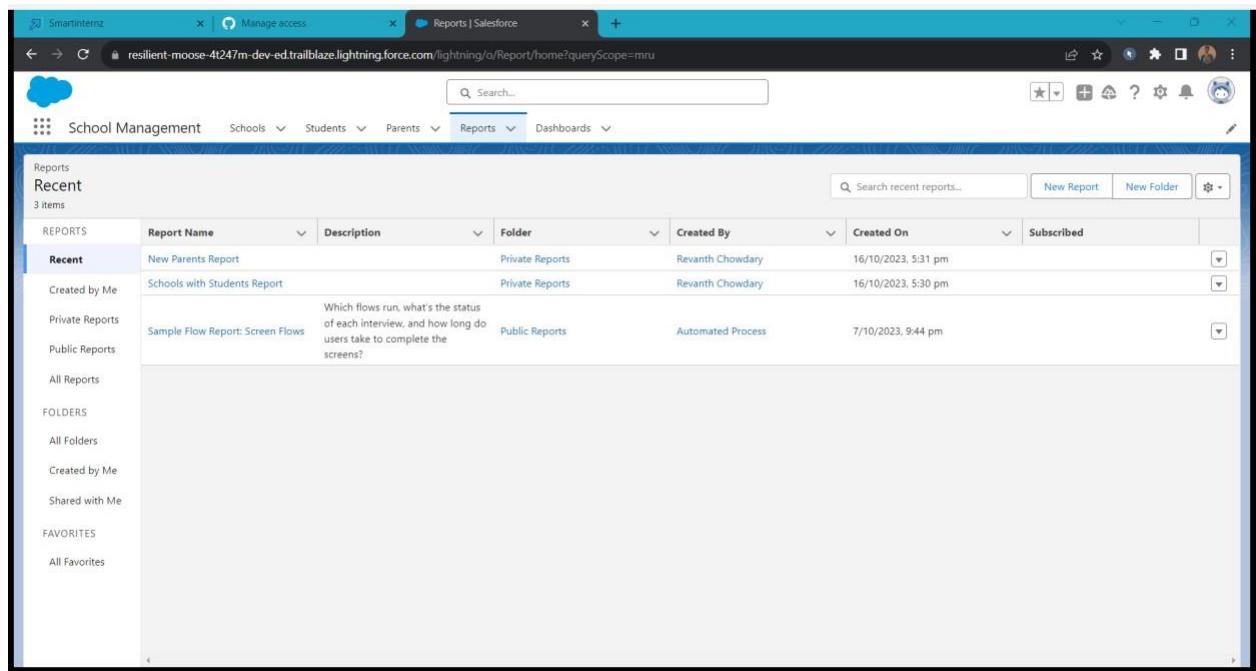 Smartinternz
Manage access
Reports | Salesforce
resilient-moose-4t247m-dev-ed.trailblaze.lightning.force.com/lightning/o/Report/home?queryScope=mru
Search...
School Management Schools Students Parents Reports Dashboards
Reports
Recent
3 items
Search recent reports...
New Report New Folder
REPORTS
Report Name Description Folder Created By Created On Subscribed
Recent
New Parents Report Private Reports Revanth Chowdary 16/10/2023, 5:31 pm
Created by Me
Schools with Students Report Private Reports Revanth Chowdary 16/10/2023, 5:30 pm
Private Reports
Public Reports
Sample Flow Report: Screen Flows
Which flows run, what's the status
of each interview, and how long do
users take to complete the
screens?
Public Reports Automated Process 7/10/2023, 9:44 pm
All Reports
FOLDERS
All Folders
Created by Me
Shared with Me
FAVORITES
All Favorites